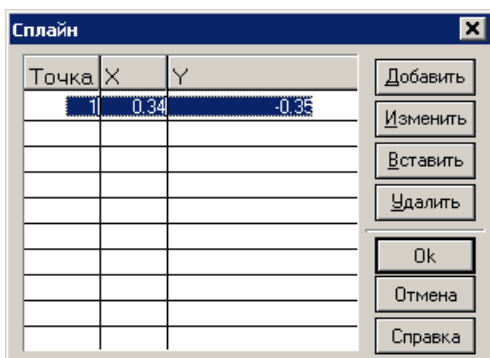 Сплайн
Точка X Y
1 0.34 -0.35
Добавить
Изменить
Вставить
Удалить
Ok
Отмена
Справка